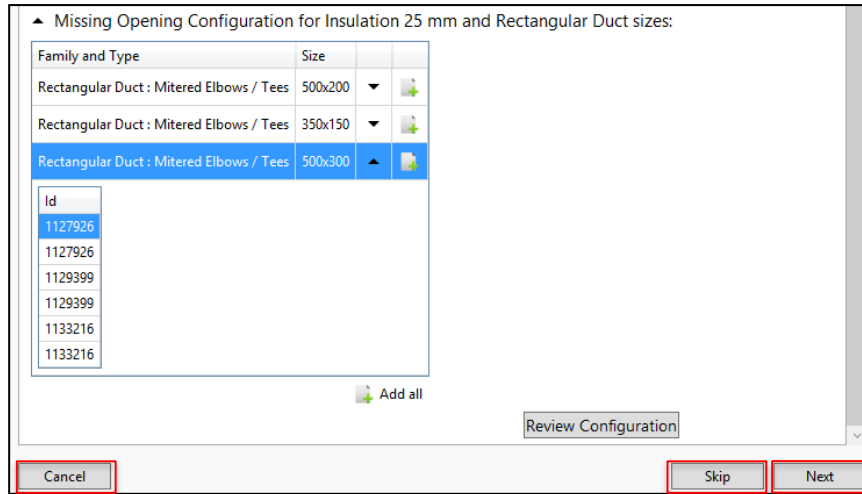 Missing Opening Configuration for Insulation 25 mm and Rectangular Duct sizes:
Family and Type Size
Rectangular Duct : Mitered Elbows / Tees 500x200
Rectangular Duct : Mitered Elbows / Tees 350x150
Rectangular Duct : Mitered Elbows / Tees 500x300
Id
1127926
1127926
1129399
1129399
1133216
1133216
Add all
Review Configuration
Cancel Skip Next